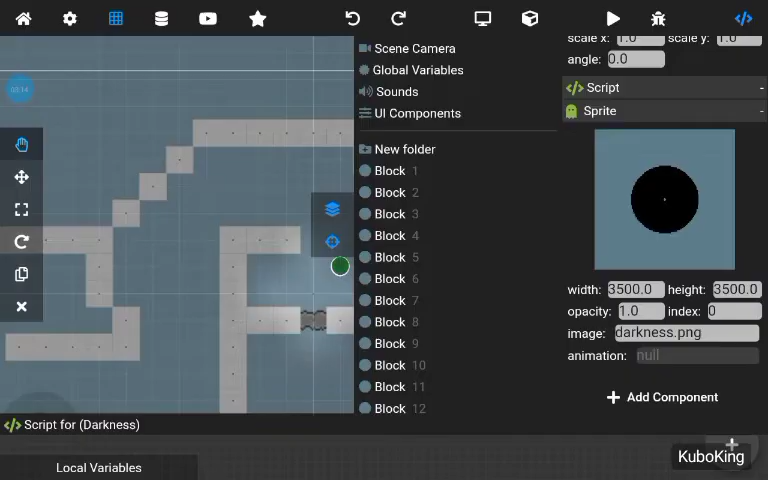 scale x: 1.0 scale y: 1.0
angle: 0.0
Script -
Sprite -
width: 3500.0 height: 3500.0
opacity: 1.0 index: 0
image: darkness.png
animation: null
Add Component
Scene Camera
Global Variables
Sounds
UI Components
New folder
Block 1
Block 2
Block 3
Block 4
Block 5
Block 6
Block 7
Block 8
Block 9
Block 10
Block 11
Block 12
03:14
Script for (Darkness)
Local Variables
KuboKing